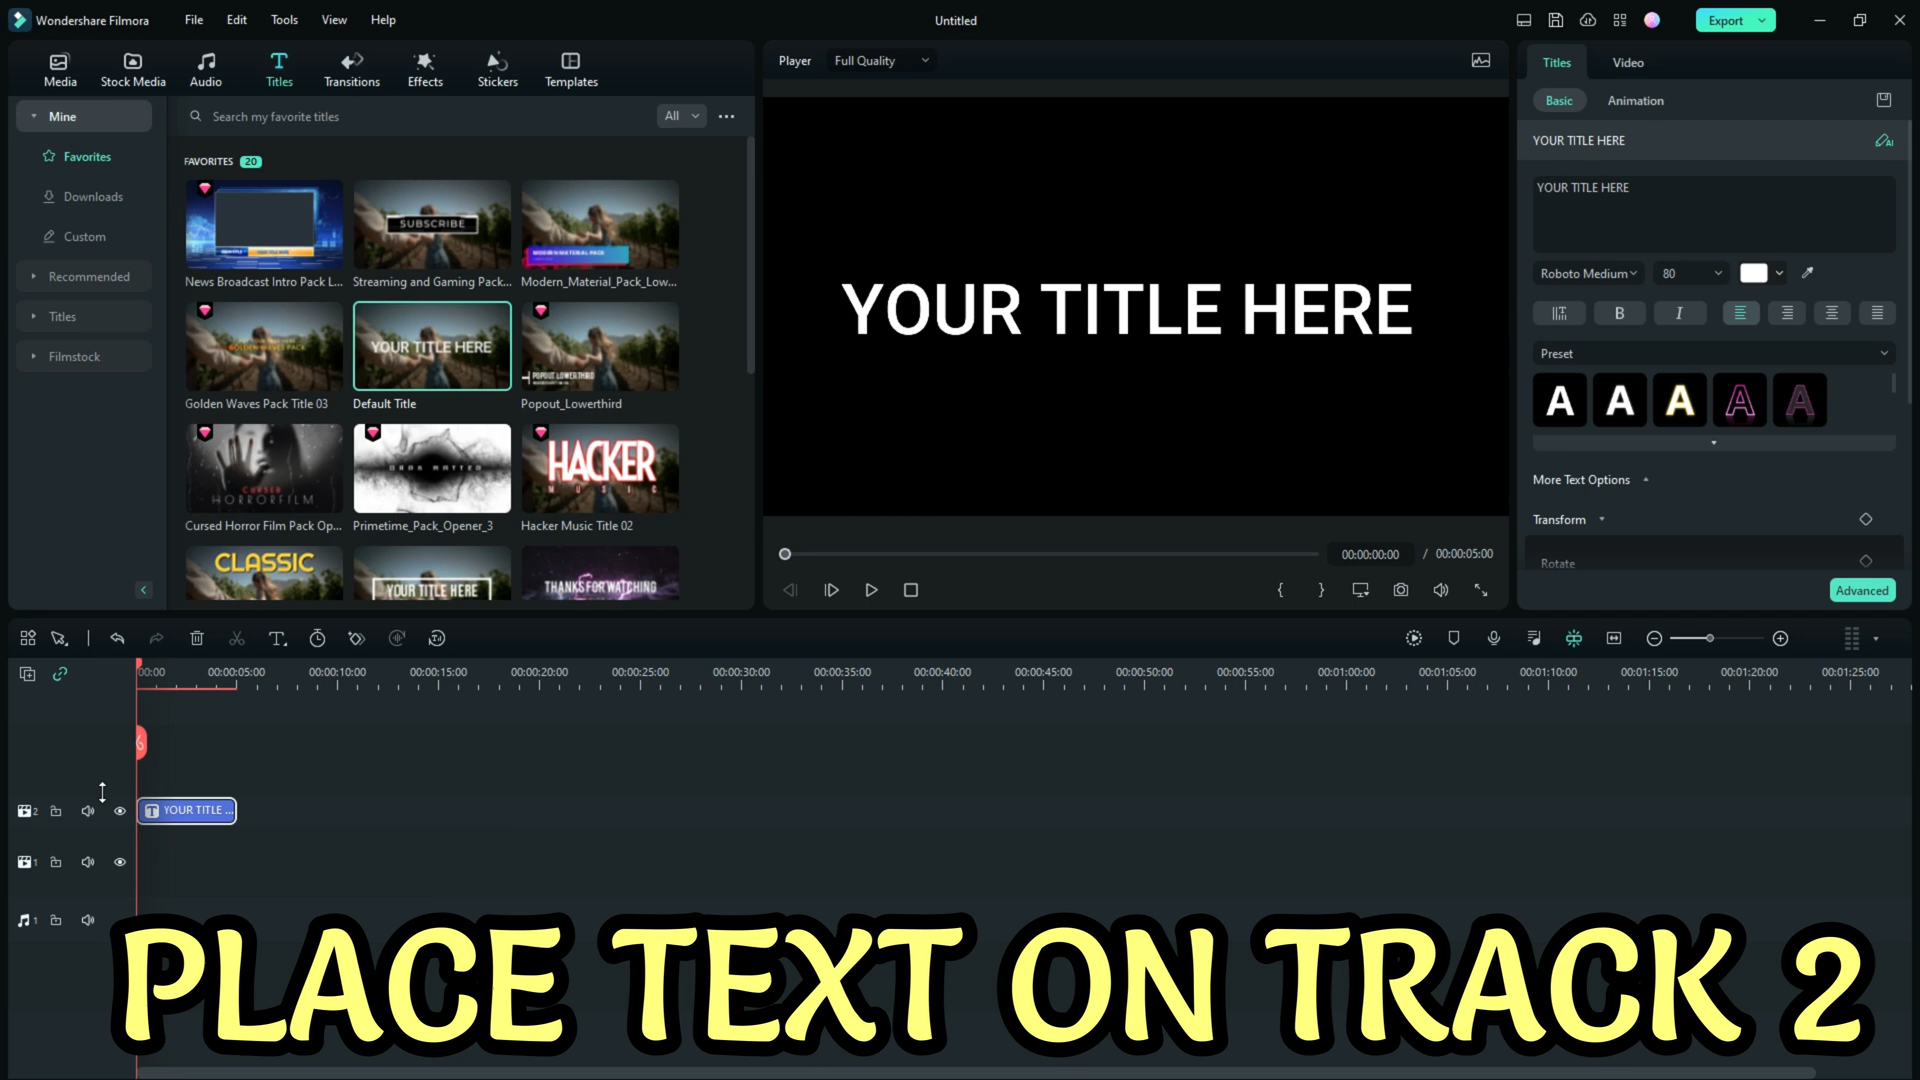 Wondershare Filmora
File
Edit
Tools
View
Help
Untitled
Export
Media
Stock Media
Audio
Titles
Transitions
Effects
Stickers
Templates
Player
Full Quality
Titles
Video
Basic
Animation
Mine
Favorites
Downloads
Custom
Recommended
Titles
Filmstock
Search my favorite titles
All
FAVORITES 20
SUBSCRIBE
MODERN MATERIAL PACK
News Broadcast Intro Pack L...
Streaming and Gaming Pack...
Modern_Material_Pack_Low...
GOLDEN WAVES PACK
YOUR TITLE HERE
POPOUT LOWERTHIRD
Golden Waves Pack Title 03
Default Title
Popout_Lowerthird
CURSED
HORRORFILM
DARK MATTER
HACKER
MUSIC
Cursed Horror Film Pack Op...
Primetime_Pack_Opener_3
Hacker Music Title 02
CLASSIC
YOUR TITLE HERE
THANKS FOR WATCHING
YOUR TITLE HERE
00:00:00:00 / 00:00:05:00
YOUR TITLE HERE
AI
YOUR TITLE HERE
Roboto Medium
80
B
I
Preset
A A A A A
More Text Options
Transform
Rotate
Advanced
00:00
00:00:05:00
00:00:10:00
00:00:15:00
00:00:20:00
00:00:25:00
00:00:30:00
00:00:35:00
00:00:40:00
00:00:45:00
00:00:50:00
00:00:55:00
00:01:00:00
00:01:05:00
00:01:10:00
00:01:15:00
00:01:20:00
00:01:25:00
2
T YOUR TITLE ...
1
1
PLACE TEXT ON TRACK 2